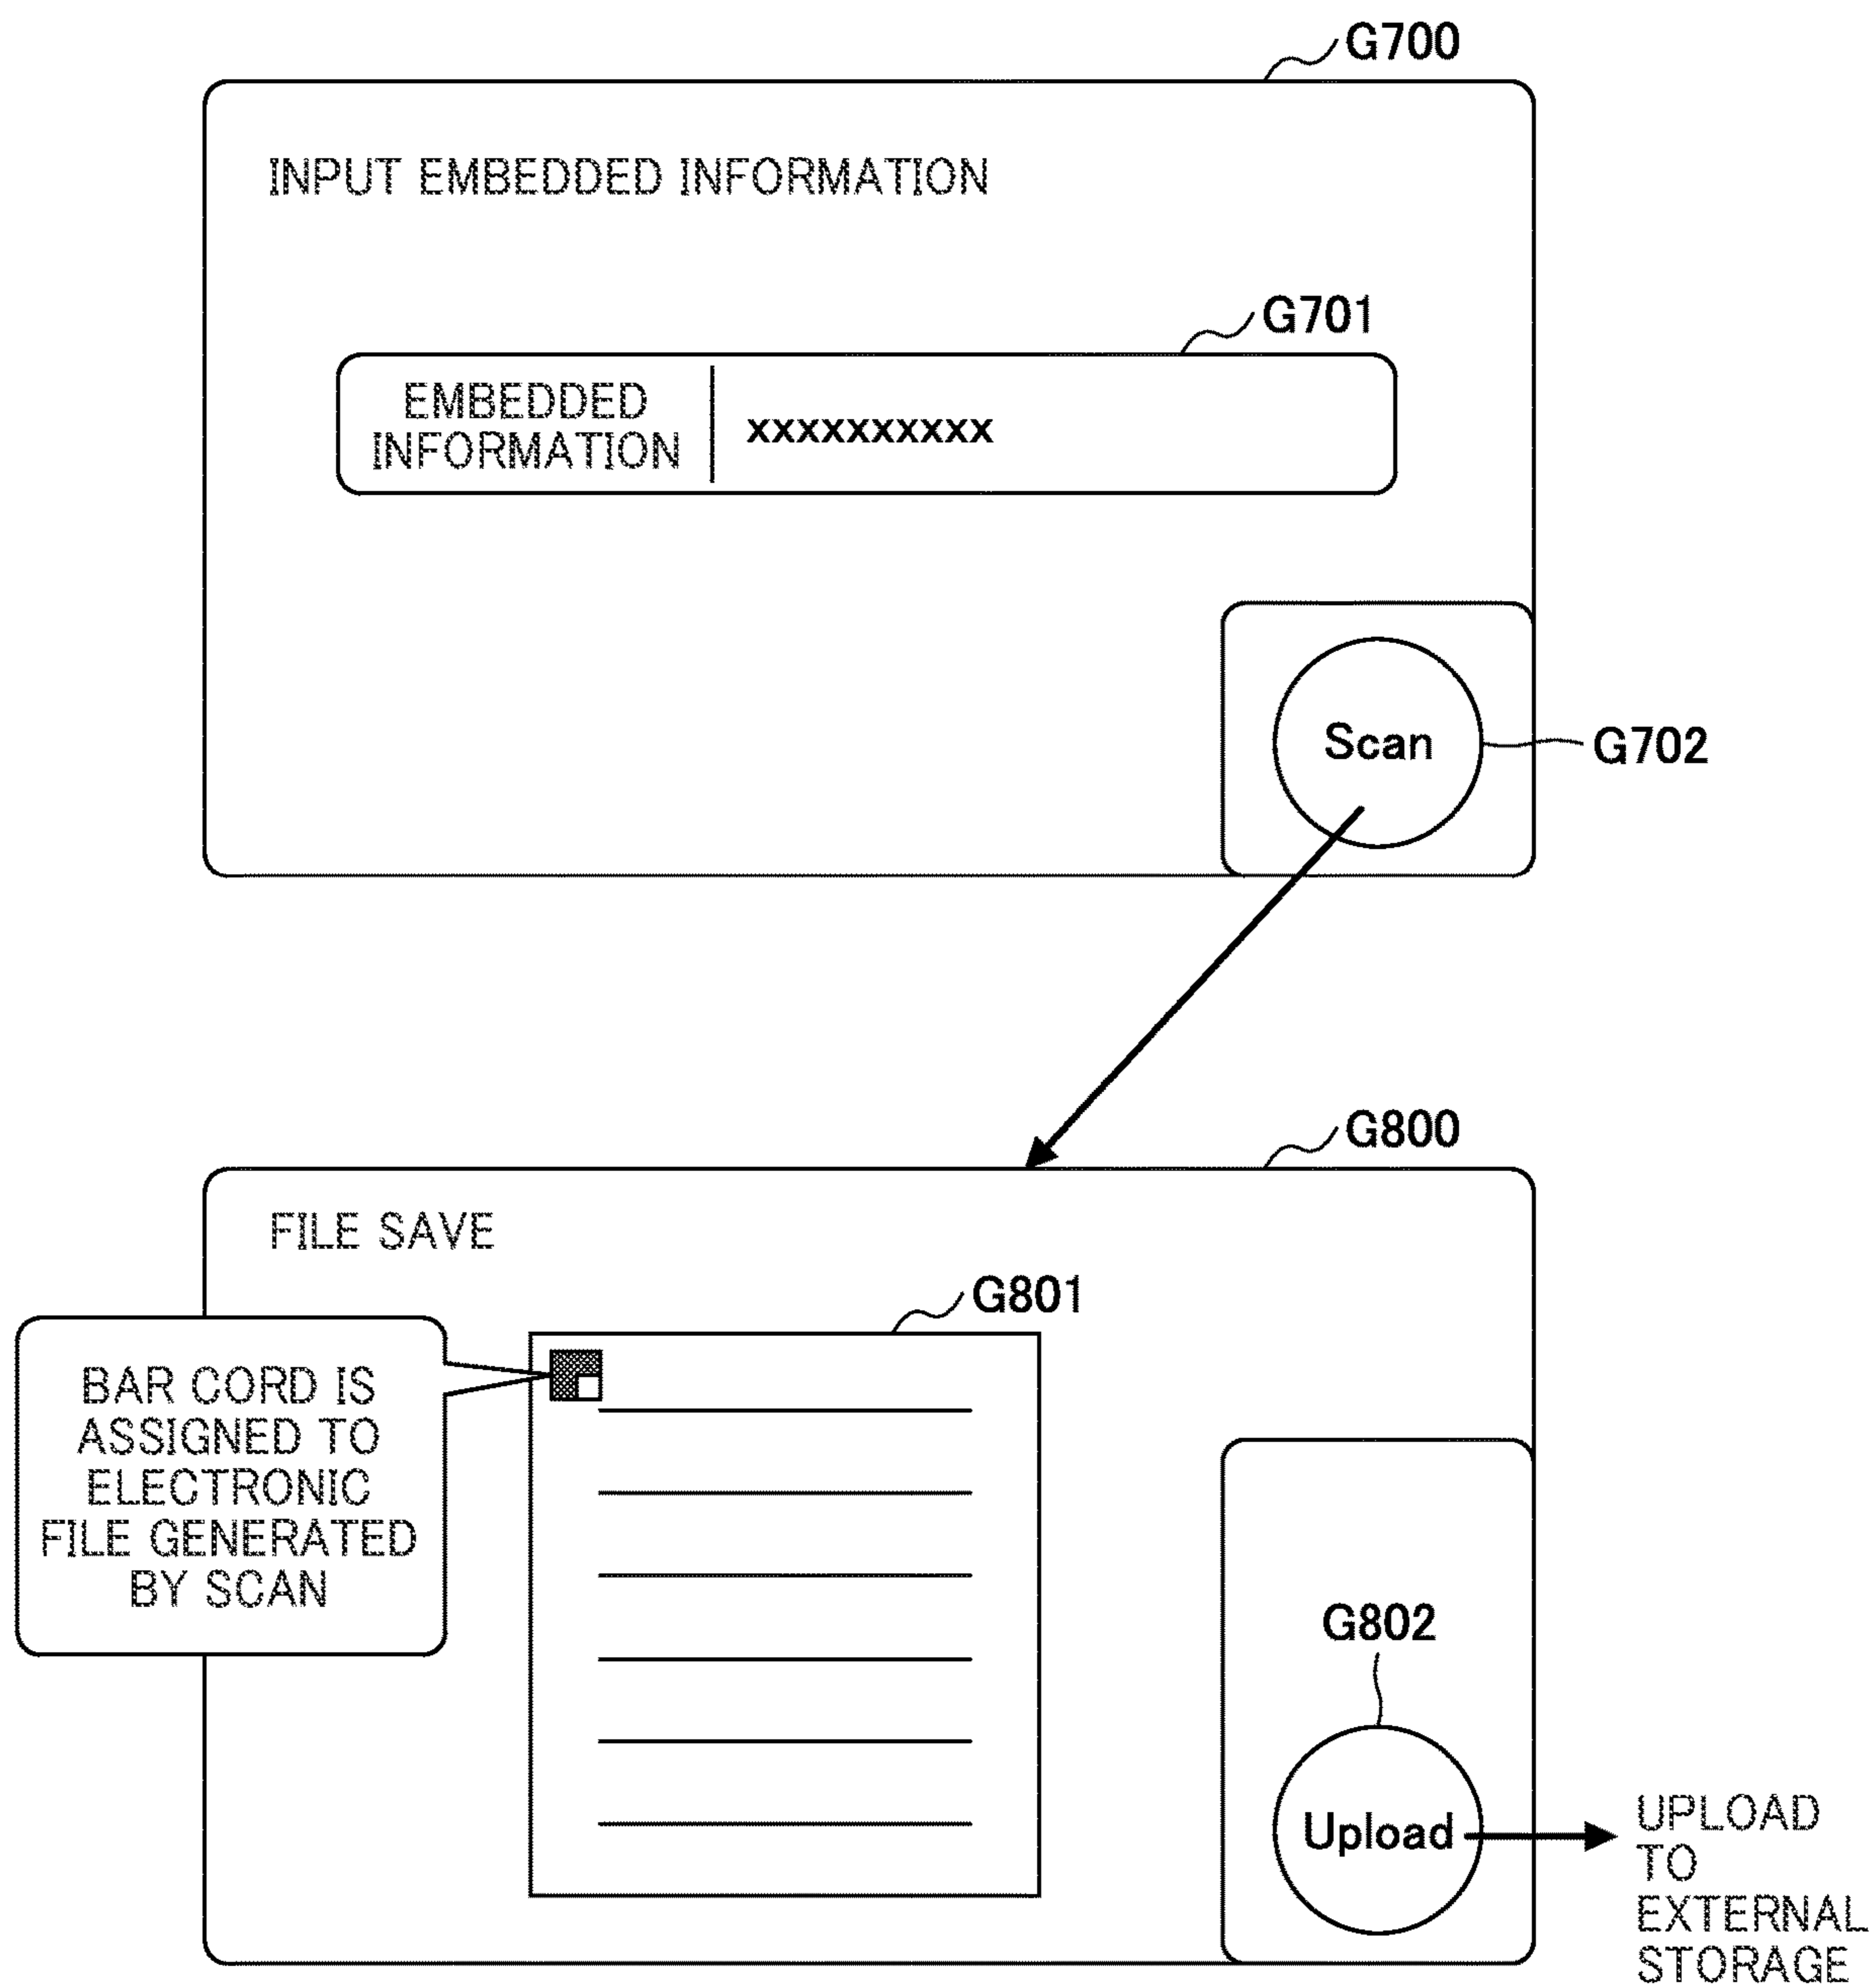 G700
INPUT EMBEDDED INFORMATION
G701
EMBEDDED
INFORMATION
xxxxxxxxxx
Scan
G702
G800
FILE SAVE
G801
BAR CORD IS
ASSIGNED TO
ELECTRONIC
FILE GENERATED
BY SCAN
G802
Upload
UPLOAD
TO
EXTERNAL
STORAGE